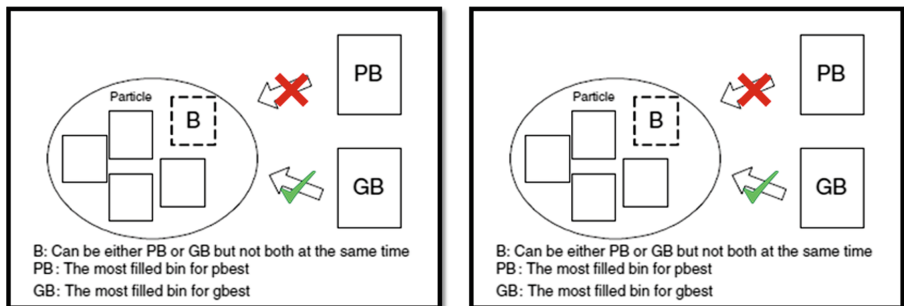 Particle
B
PB
GB
B: Can be either PB or GB but not both at the same time
PB: The most filled bin for pbest
GB: The most filled bin for gbest
Particle
B
PB
GB
B: Can be either PB or GB but not both at the same time
PB: The most filled bin for pbest
GB: The most filled bin for gbest